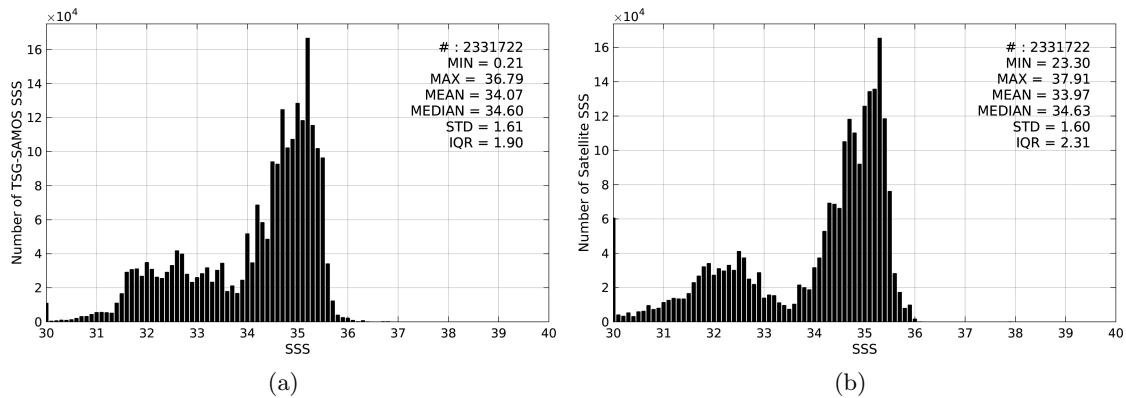 ×10⁴
Number of TSG-SAMOS SSS
16
14
12
10
8
6
4
2
0
# : 2331722
MIN = 0.21
MAX = 36.79
MEAN = 34.07
MEDIAN = 34.60
STD = 1.61
IQR = 1.90
30 31 32 33 34 35 36 37 38 39 40
SSS
(a)
×10⁴
Number of Satellite SSS
16
14
12
10
8
6
4
2
0
# : 2331722
MIN = 23.30
MAX = 37.91
MEAN = 33.97
MEDIAN = 34.63
STD = 1.60
IQR = 2.31
30 31 32 33 34 35 36 37 38 39 40
SSS
(b)